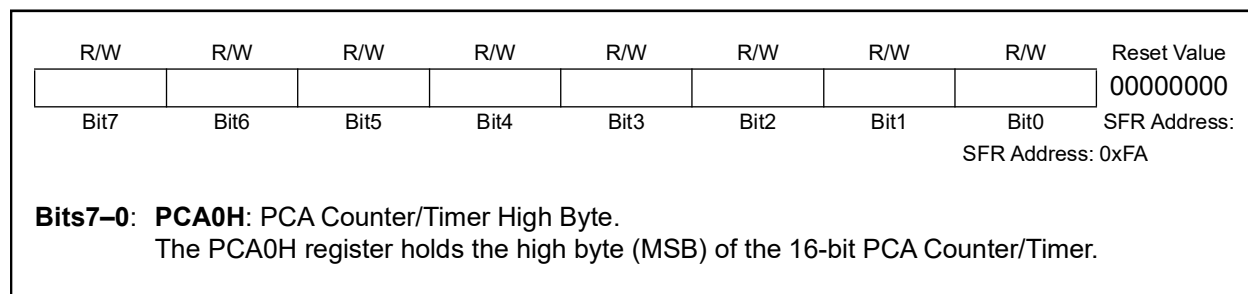 R/W R/W R/W R/W R/W R/W R/W R/W Reset Value
00000000
Bit7 Bit6 Bit5 Bit4 Bit3 Bit2 Bit1 Bit0 SFR Address:
SFR Address: 0xFA
Bits7–0: PCA0H: PCA Counter/Timer High Byte.
The PCA0H register holds the high byte (MSB) of the 16-bit PCA Counter/Timer.